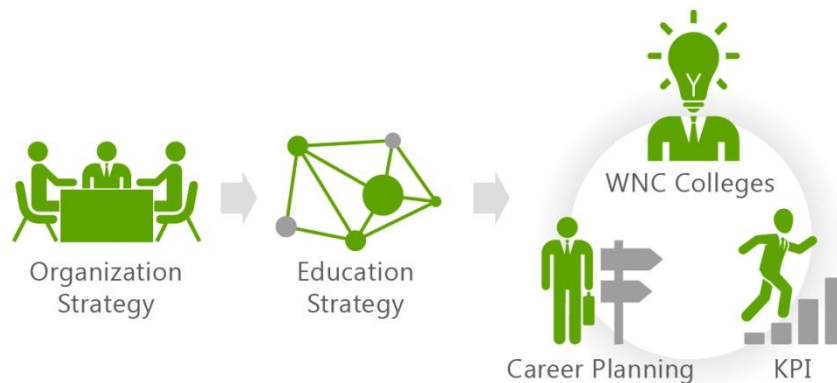 WNC Colleges
Organization
Strategy
Education
Strategy
Career Planning
KPI